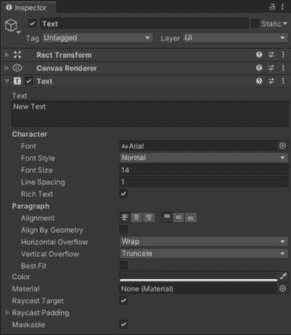 Inspector
Text
Static
Tag Untagged Layer UI
Rect Transform
Canvas Renderer
Text
Text
New Text
Character
Font Arial
Font Style Normal
Font Size 14
Line Spacing 1
Rich Text
Paragraph
Alignment
Align By Geometry
Horizontal Overflow Wrap
Vertical Overflow Truncate
Best Fit
Color
Material None (Material)
Raycast Target
Raycast Padding
Maskable